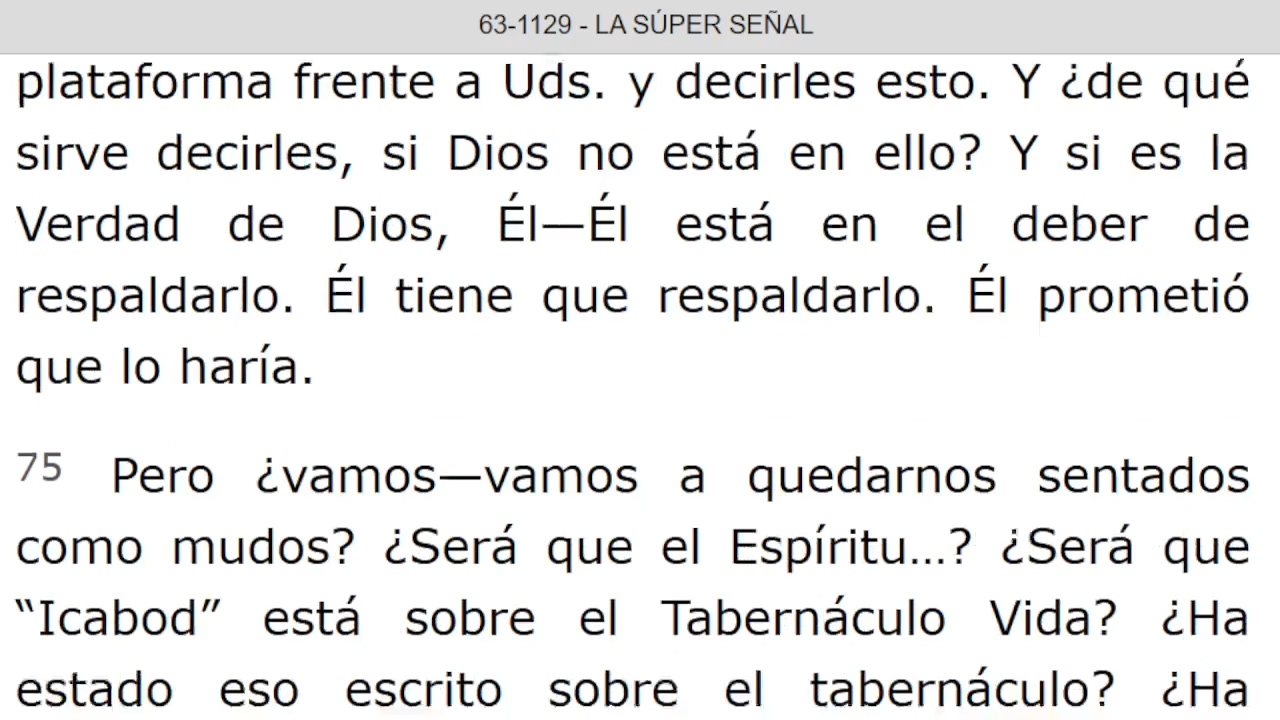 63-1129 - LA SÚPER SEÑAL
plataforma frente a Uds. y decirles esto. Y ¿de qué
sirve decirles, si Dios no está en ello? Y si es la
Verdad de Dios, Él—Él está en el deber de
respaldarlo. Él tiene que respaldarlo. Él prometió
que lo haría.
75 Pero ¿vamos—vamos a quedarnos sentados
como mudos? ¿Será que el Espíritu…? ¿Será que
“Icabod” está sobre el Tabernáculo Vida? ¿Ha
estado eso escrito sobre el tabernáculo? ¿Ha